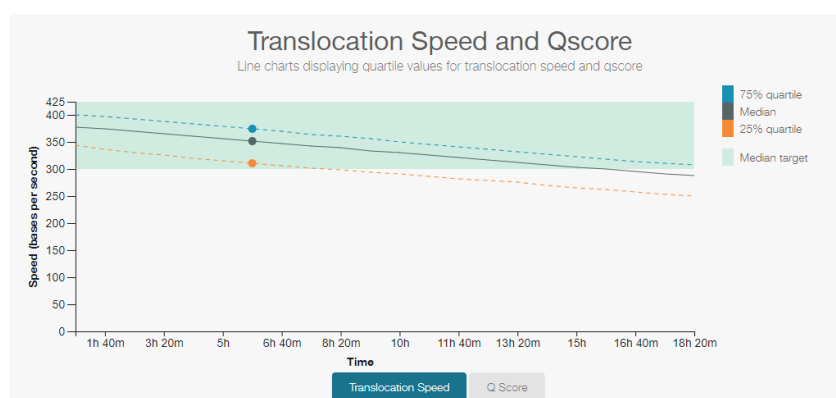 Translocation Speed and Qscore
Line charts displaying quartile values for translocation speed and qscore
75% quartile
Median
25% quartile
Median target
Speed (bases per second)
425
400
350
300
250
200
150
100
50
0
1h 40m 3h 20m 5h 6h 40m 8h 20m 10h 11h 40m 13h 20m 15h 16h 40m 18h 20m
Time
Translocation Speed Q Score